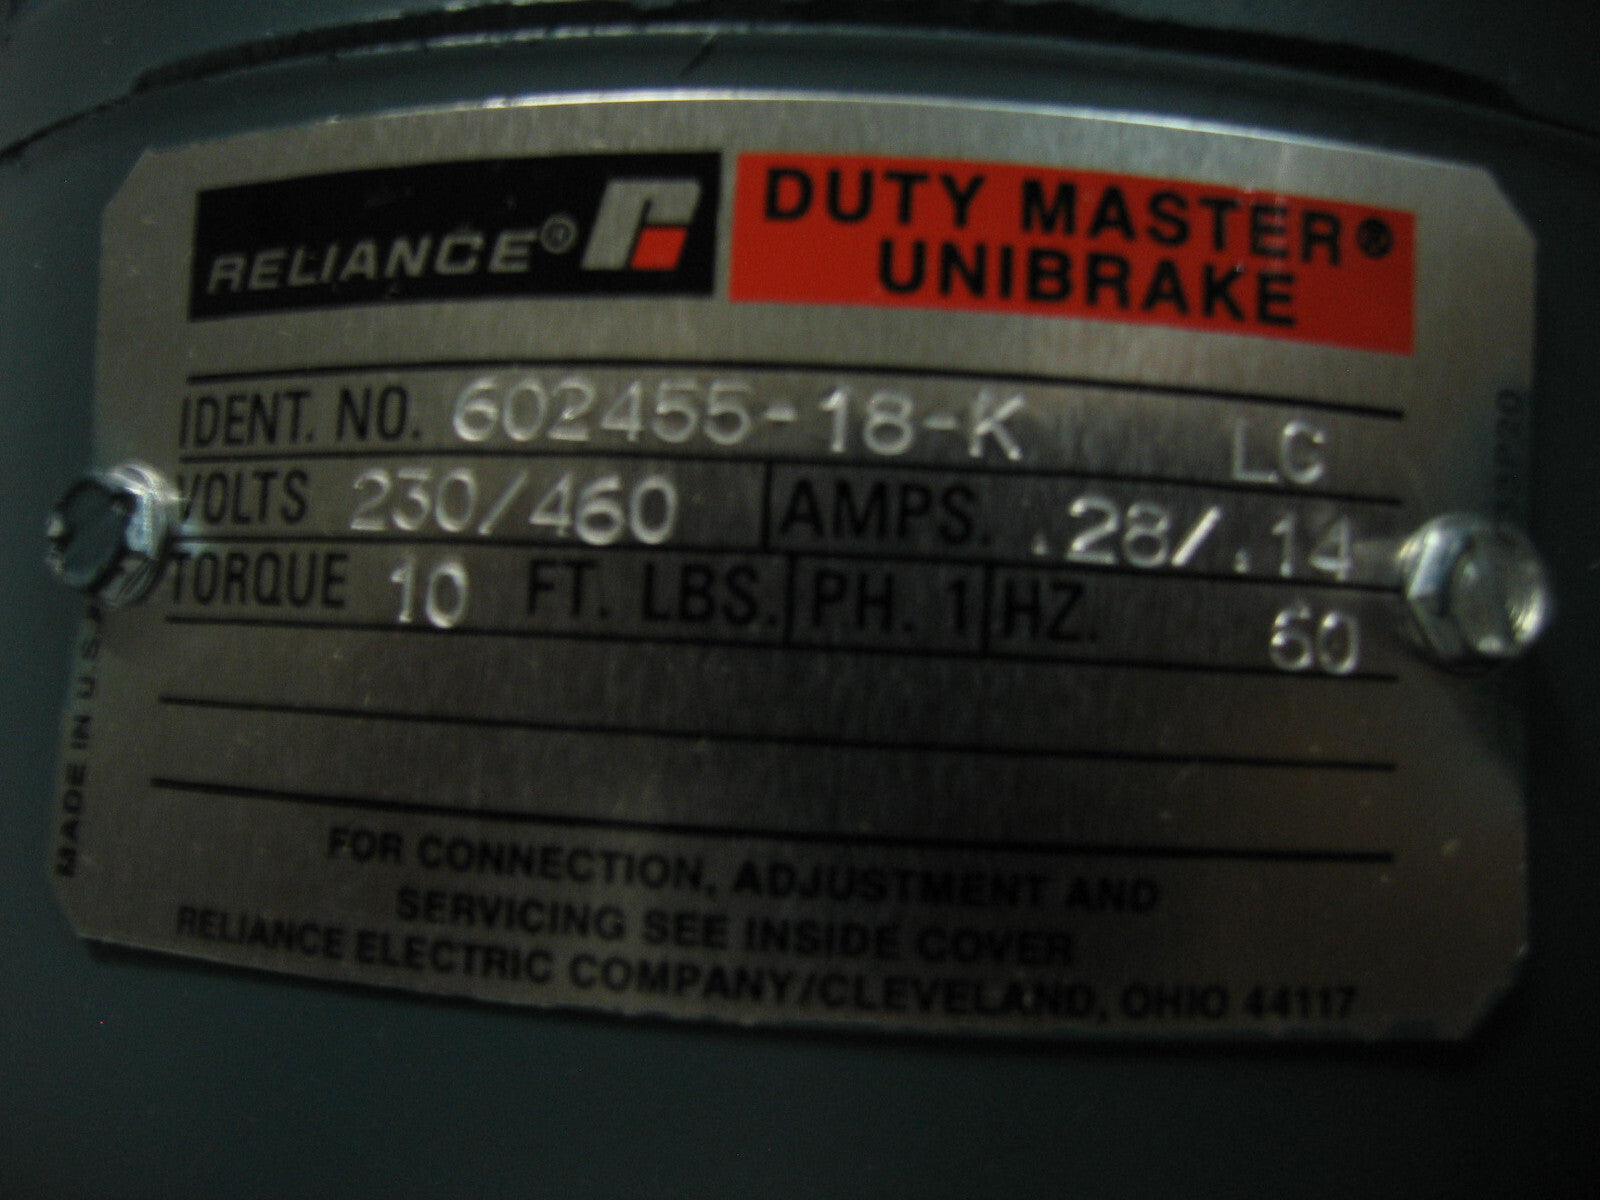 RELIANCE®
DUTY MASTER®
UNIBRAKE
IDENT. NO. 602455-18-K LC
VOLTS 230/460 AMPS. .28/.14
TORQUE 10 FT. LBS. PH. 1 HZ. 60
FOR CONNECTION, ADJUSTMENT AND
SERVICING SEE INSIDE COVER
RELIANCE ELECTRIC COMPANY/CLEVELAND, OHIO 44117
MADE IN U.S.A.